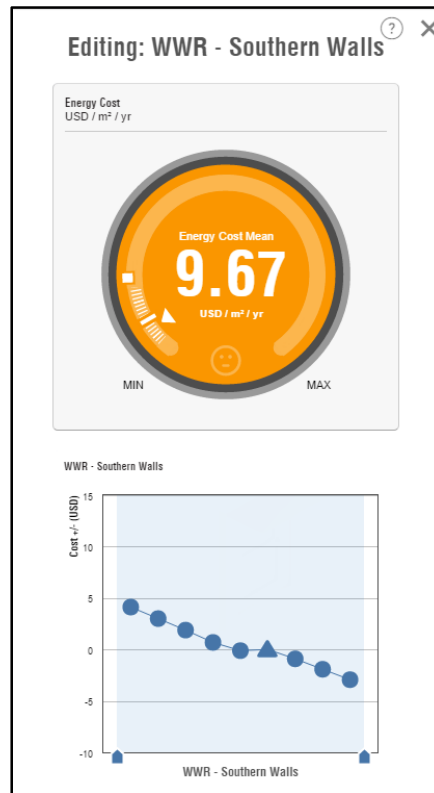 ?
Editing: WWR - Southern Walls
Energy Cost
USD / m² / yr
Energy Cost Mean
9.67
USD / m² / yr
MIN
MAX
WWR - Southern Walls
Cost +/- (USD)
15
10
5
0
-5
-10
WWR - Southern Walls